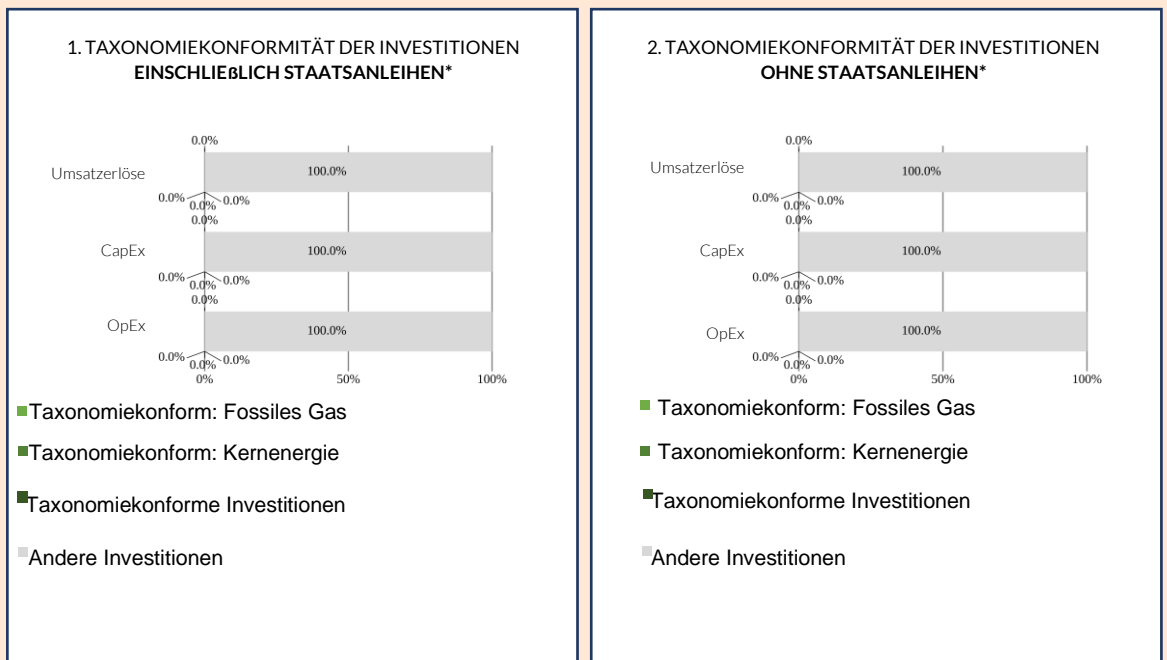 1. TAXONOMIEKONFORMITÄT DER INVESTITIONEN
EINSCHLIEßLICH STAATSANLEIHEN*
0.0%
Umsatzerlöse
100.0%
0.0% 0.0% 0.0%
0.0%
CapEx
100.0%
0.0% 0.0% 0.0%
0.0%
OpEx
100.0%
0.0% 0.0% 0.0%
0% 50% 100%
Taxonomiekonform: Fossiles Gas
Taxonomiekonform: Kernenergie
Taxonomiekonforme Investitionen
Andere Investitionen
2. TAXONOMIEKONFORMITÄT DER INVESTITIONEN
OHNE STAATSANLEIHEN*
0.0%
Umsatzerlöse
100.0%
0.0% 0.0% 0.0%
0.0%
CapEx
100.0%
0.0% 0.0% 0.0%
0.0%
OpEx
100.0%
0.0% 0.0% 0.0%
0% 50% 100%
Taxonomiekonform: Fossiles Gas
Taxonomiekonform: Kernenergie
Taxonomiekonforme Investitionen
Andere Investitionen